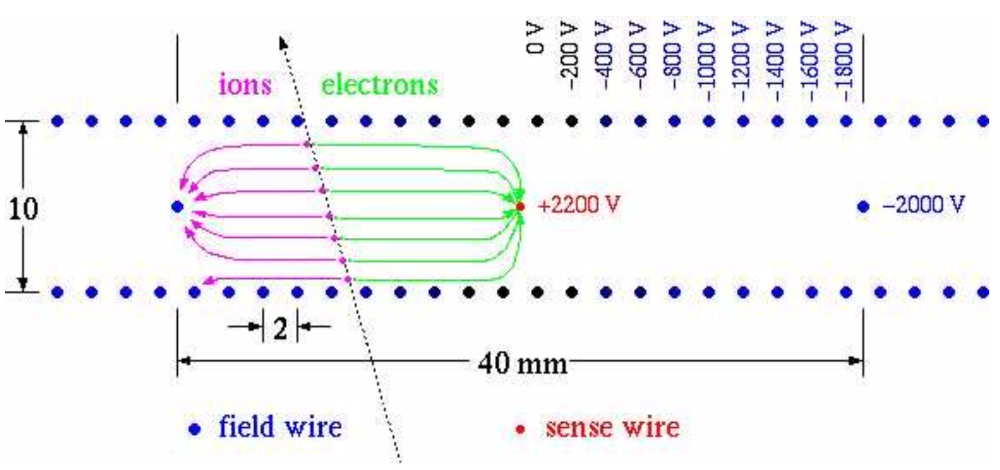 0 V
−200 V
−400 V
−600 V
−800 V
−1000 V
−1200 V
−1400 V
−1600 V
−1800 V
ions electrons
10 +2200 V −2000 V
2
40 mm
field wire sense wire